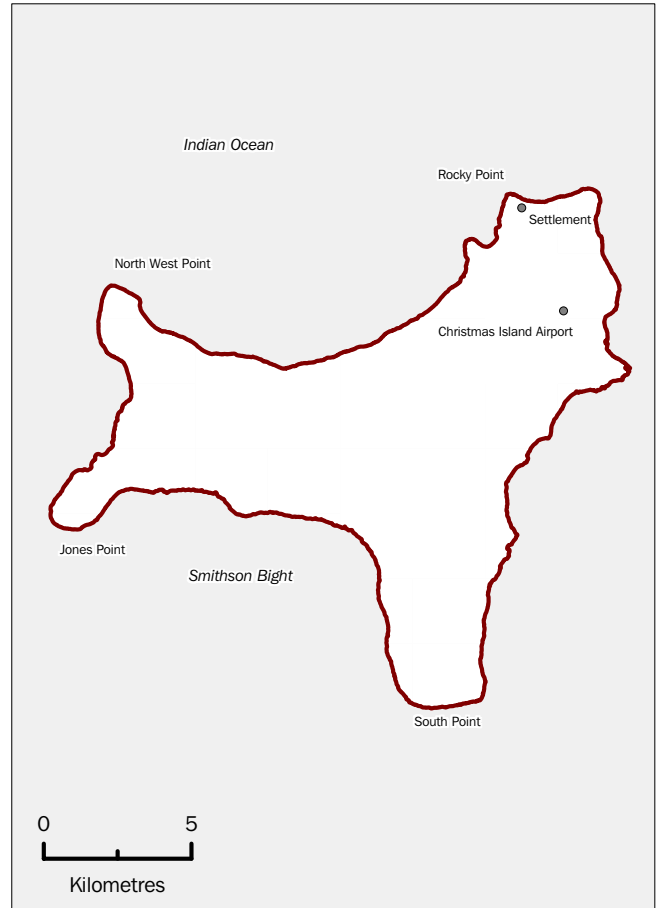 Indian Ocean
Rocky Point
Settlement
North West Point
Christmas Island Airport
Jones Point
Smithson Bight
South Point
0 5
Kilometres